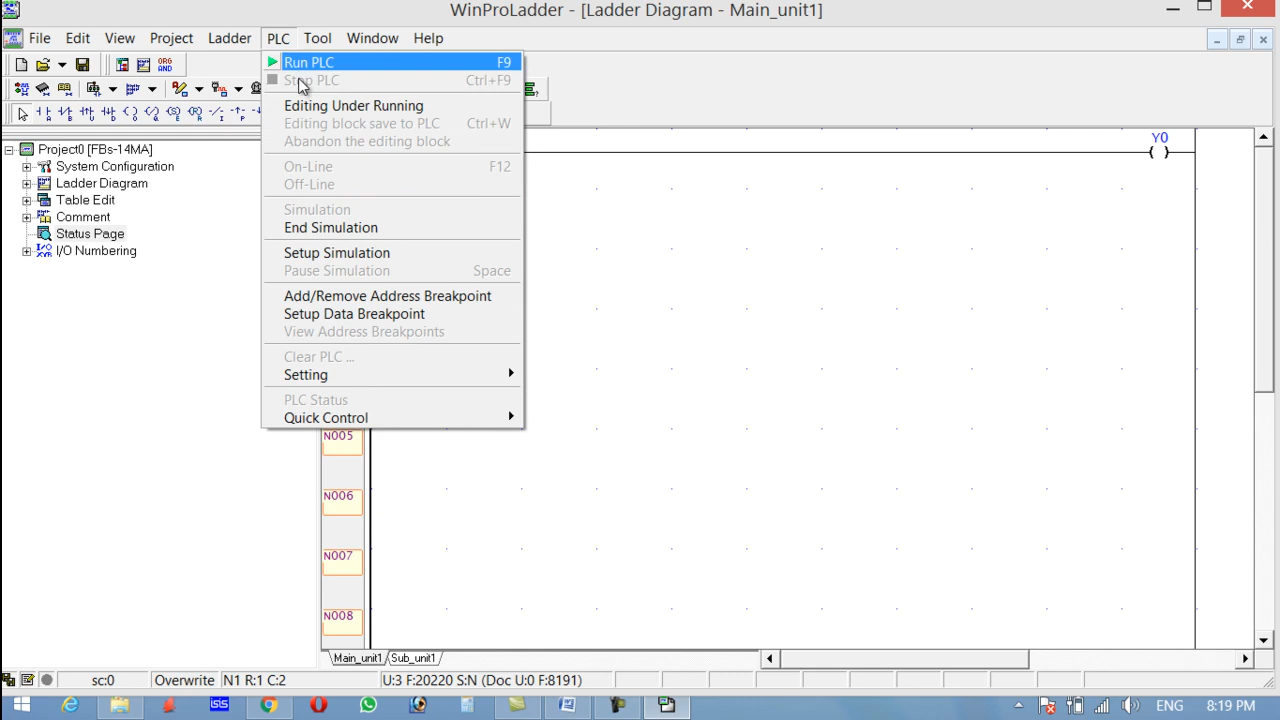 WinProLadder - [Ladder Diagram - Main_unit1]
File Edit View Project Ladder PLC Tool Window Help
Run PLC F9
Stop PLC Ctrl+F9
Editing Under Running
Editing block save to PLC Ctrl+W
Abandon the editing block
On-Line F12
Off-Line
Simulation
End Simulation
Setup Simulation
Pause Simulation Space
Add/Remove Address Breakpoint
Setup Data Breakpoint
View Address Breakpoints
Clear PLC ...
Setting
PLC Status
Quick Control
ORG
AND
Project0 [FBs-14MA]
System Configuration
Ladder Diagram
Table Edit
Comment
Status Page
I/O Numbering
Y0
N005
N006
N007
N008
Main_unit1 Sub_unit1
sc:0 Overwrite N1 R:1 C:2 U:3 F:20220 S:N (Doc U:0 F:8191)
ENG 8:19 PM